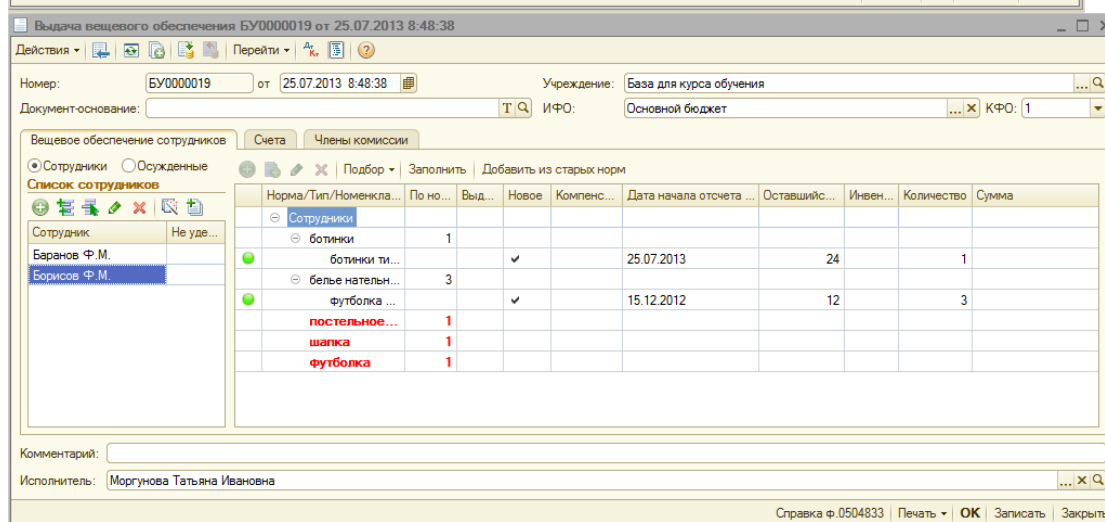 Выдача вещевого обеспечения БУ0000019 от 25.07.2013 8:48:38
Действия Перейти
Номер: БУ0000019 от 25.07.2013 8:48:38 Учреждение: База для курса обучения
Документ-основание: ИФО: Основной бюджет КФО: 1
Вещевое обеспечение сотрудников Счета Члены комиссии
Сотрудники Осужденные Подбор Заполнить Добавить из старых норм
Список сотрудников
Норма/Тип/Номенкла... По но... Выд... Новое Компенс... Дата начала отсчета ... Оставшийс... Инвен... Количество Сумма
Сотрудник Не уде...
Сотрудники
ботинки 1
Баранов Ф.М. ботинки ти... 25.07.2013 24 1
Борисов Ф.М. белье нательн... 3
футболка ... 15.12.2012 12 3
постельное... 1
шапка 1
футболка 1
Комментарий:
Исполнитель: Моргунова Татьяна Ивановна
Справка ф.0504833 Печать OK Записать Закрыть